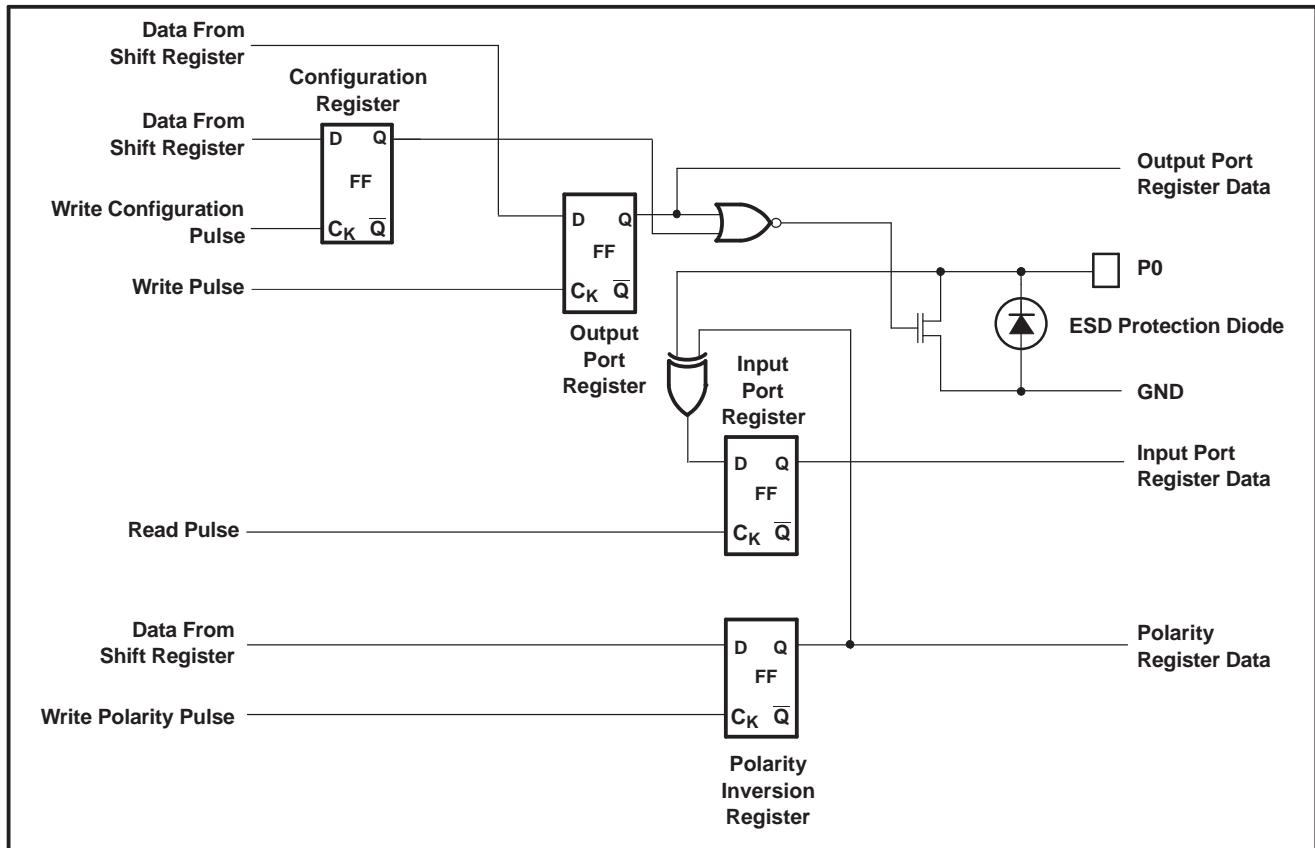 Data From
Shift Register
Configuration
Register
Data From
Shift Register
D Q
FF
Write Configuration
Pulse
CK Q̅
Output Port
Register Data
D Q
FF
CK Q̅
Write Pulse
Output
Port
Register
P0
ESD Protection Diode
GND
Input
Port
Register
D Q
FF
CK Q̅
Input Port
Register Data
Read Pulse
Data From
Shift Register
D Q
FF
CK Q̅
Polarity
Register Data
Write Polarity Pulse
Polarity
Inversion
Register